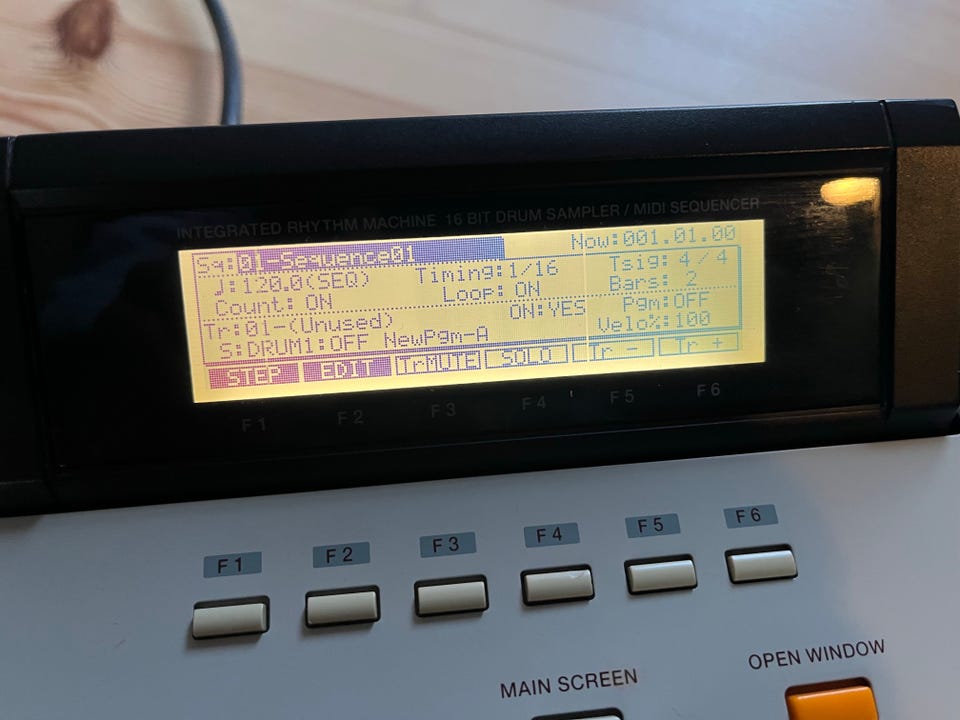 INTEGRATED RHYTHM MACHINE 16 BIT DRUM SAMPLER / MIDI SEQUENCER
Sq:01-Sequence01 Now:001.01.00
♩:120.0(SEQ) Timing:1/16 Tsig: 4/4
Count: ON Loop: ON Bars: 2
Tr:01-(Unused) ON:YES Pgm:OFF
S:DRUM1:OFF NewPgm-A Velo%:100
STEP EDIT TrMUTE SOLO Tr - Tr +
F1 F2 F3 F4 F5 F6
F1 F2 F3 F4 F5 F6
MAIN SCREEN OPEN WINDOW